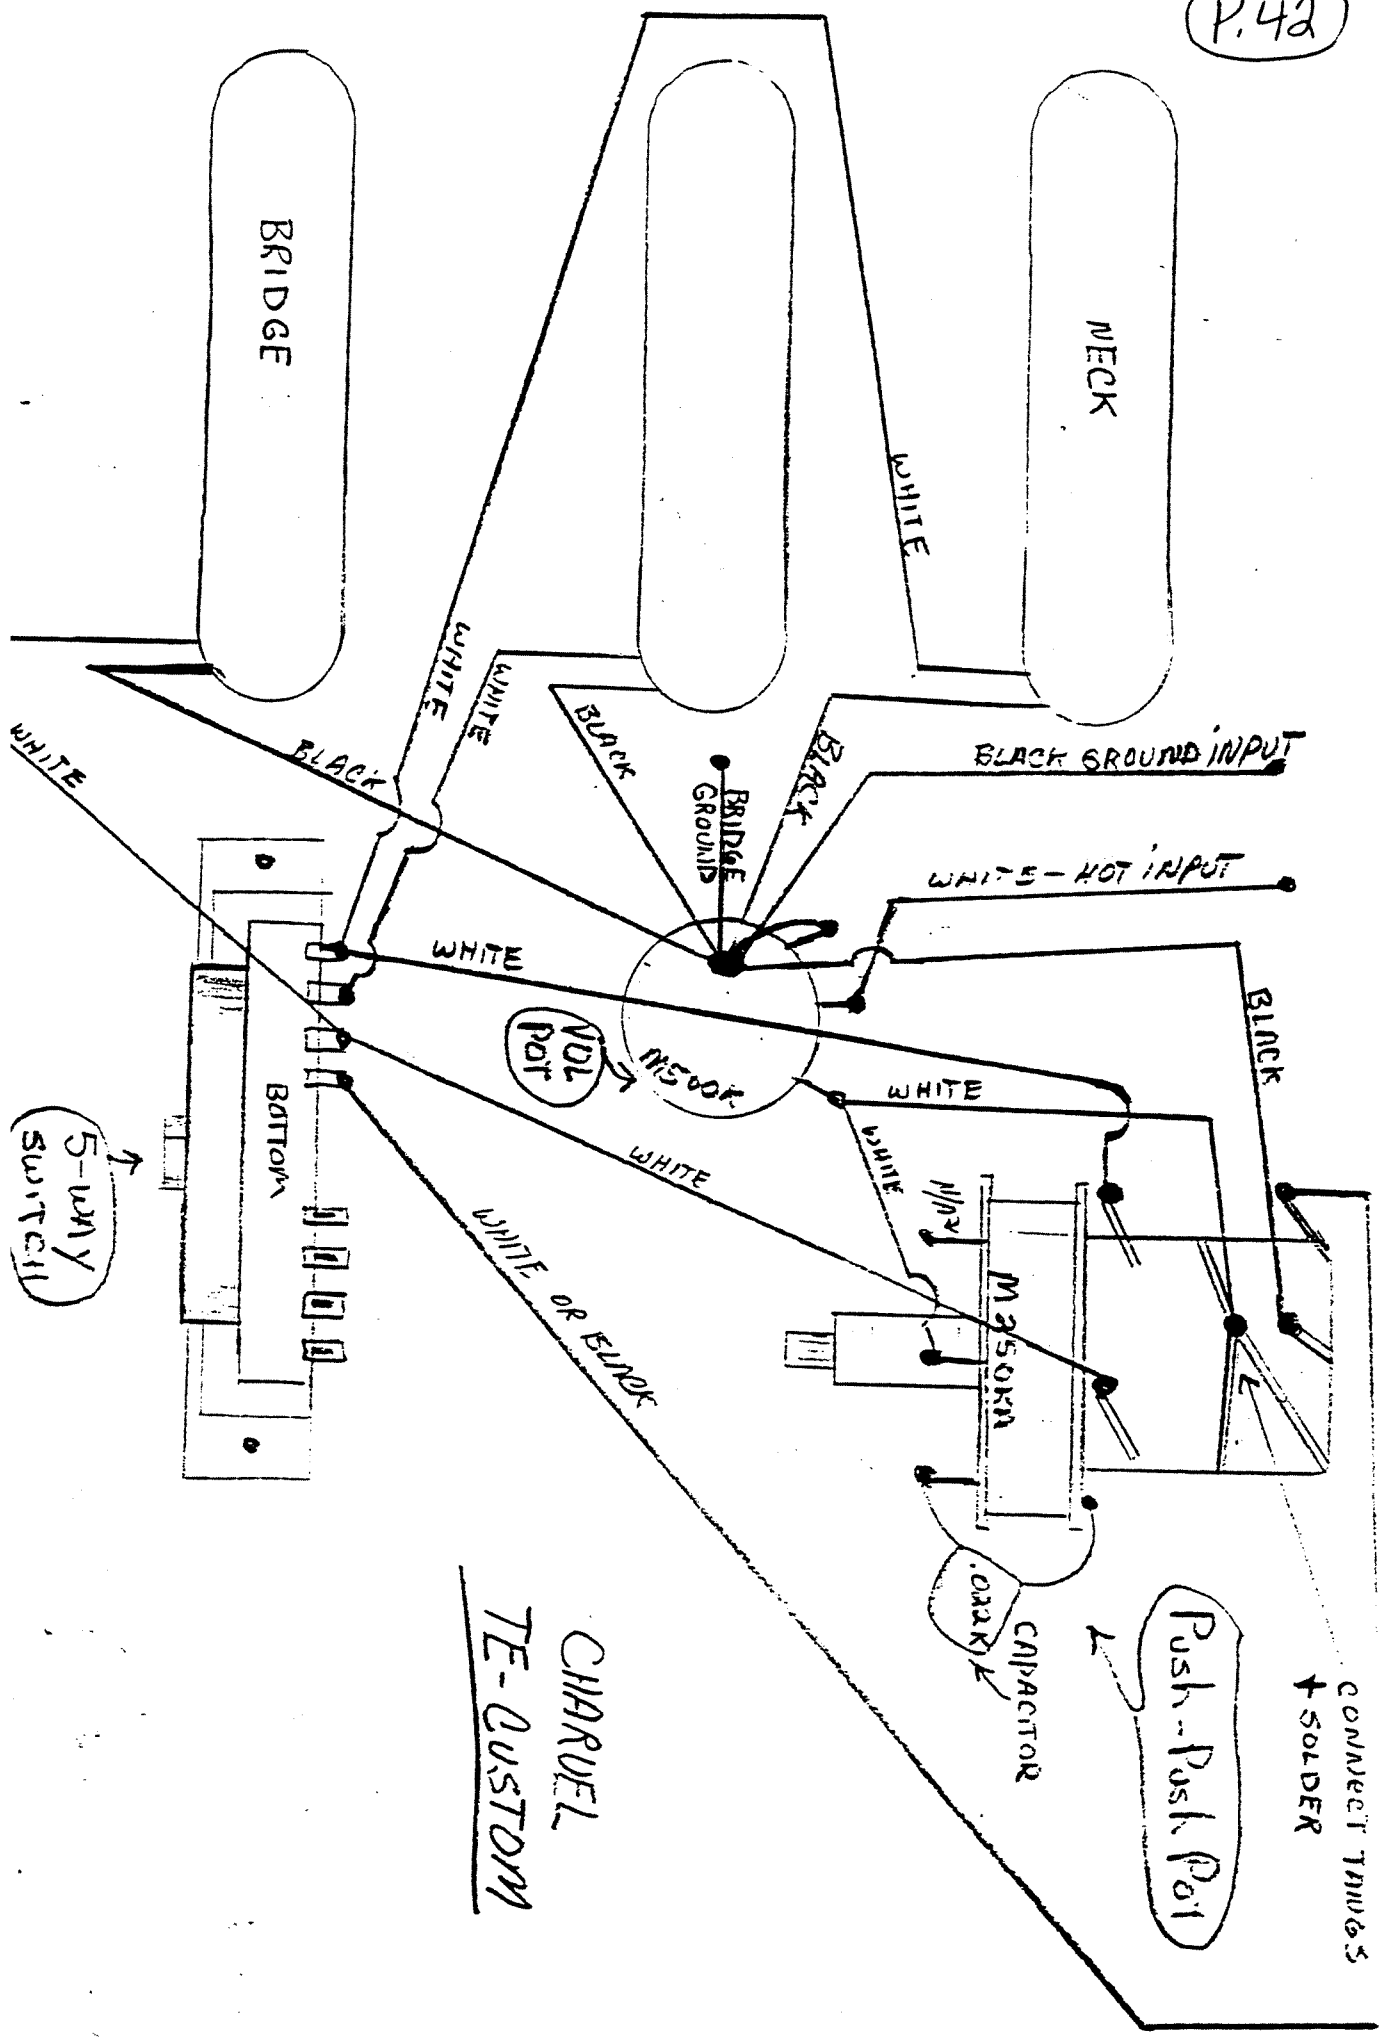 P.42
BRIDGE
NECK
WHITE
WHITE
WHITE
BLACK
BLACK
BLACK GROUND INPUT
WHITE
BLACK
BRIDGE
GROUND
WHITE - HOT INPUT
WHITE
BLACK
VOL
POT
M500K
WHITE
WHITE
WHITE
BOTTOM
5-WAY
SWITCH
N/A
M250KA
WHITE OR BLACK
.022K
CAPACITOR
Push-Push Pot
CONNECT TANGS
+ SOLDER
CHARVEL
TE-CUSTOM